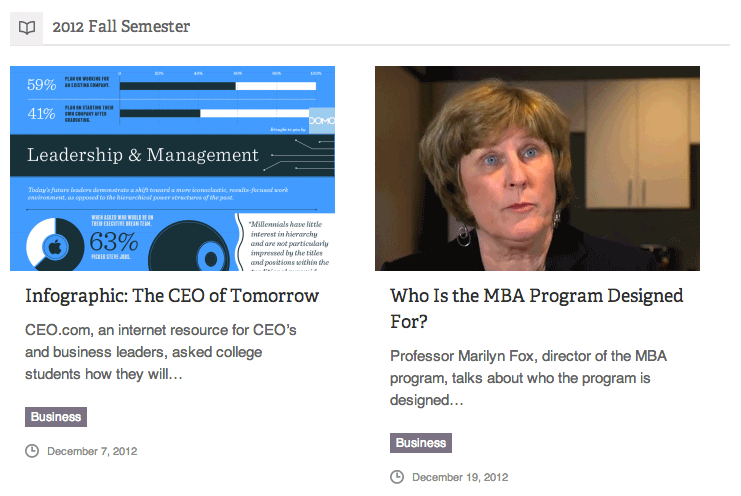 2012 Fall Semester
0 20% 40% 60% 80% 100%
59% PLAN ON WORKING FOR
AN EXISTING COMPANY.
41% PLAN ON STARTING THEIR
OWN COMPANY AFTER
GRADUATING.
DOMO
Brought to you by
Leadership & Management
Today's future leaders demonstrate a shift toward a more iconoclastic, results-focused work
environment, as opposed to the hierarchical power structures of the past.
WHEN ASKED WHO WOULD BE ON
THEIR EXECUTIVE DREAM TEAM,
63%
PICKED STEVE JOBS.
"Millennials have little
interest in hierarchy
and are not particularly
impressed by the titles
and positions within the
Infographic: The CEO of Tomorrow
CEO.com, an internet resource for CEO's
and business leaders, asked college
students how they will…
Business
December 7, 2012
Who Is the MBA Program Designed
For?
Professor Marilyn Fox, director of the MBA
program, talks about who the program is
designed…
Business
December 19, 2012